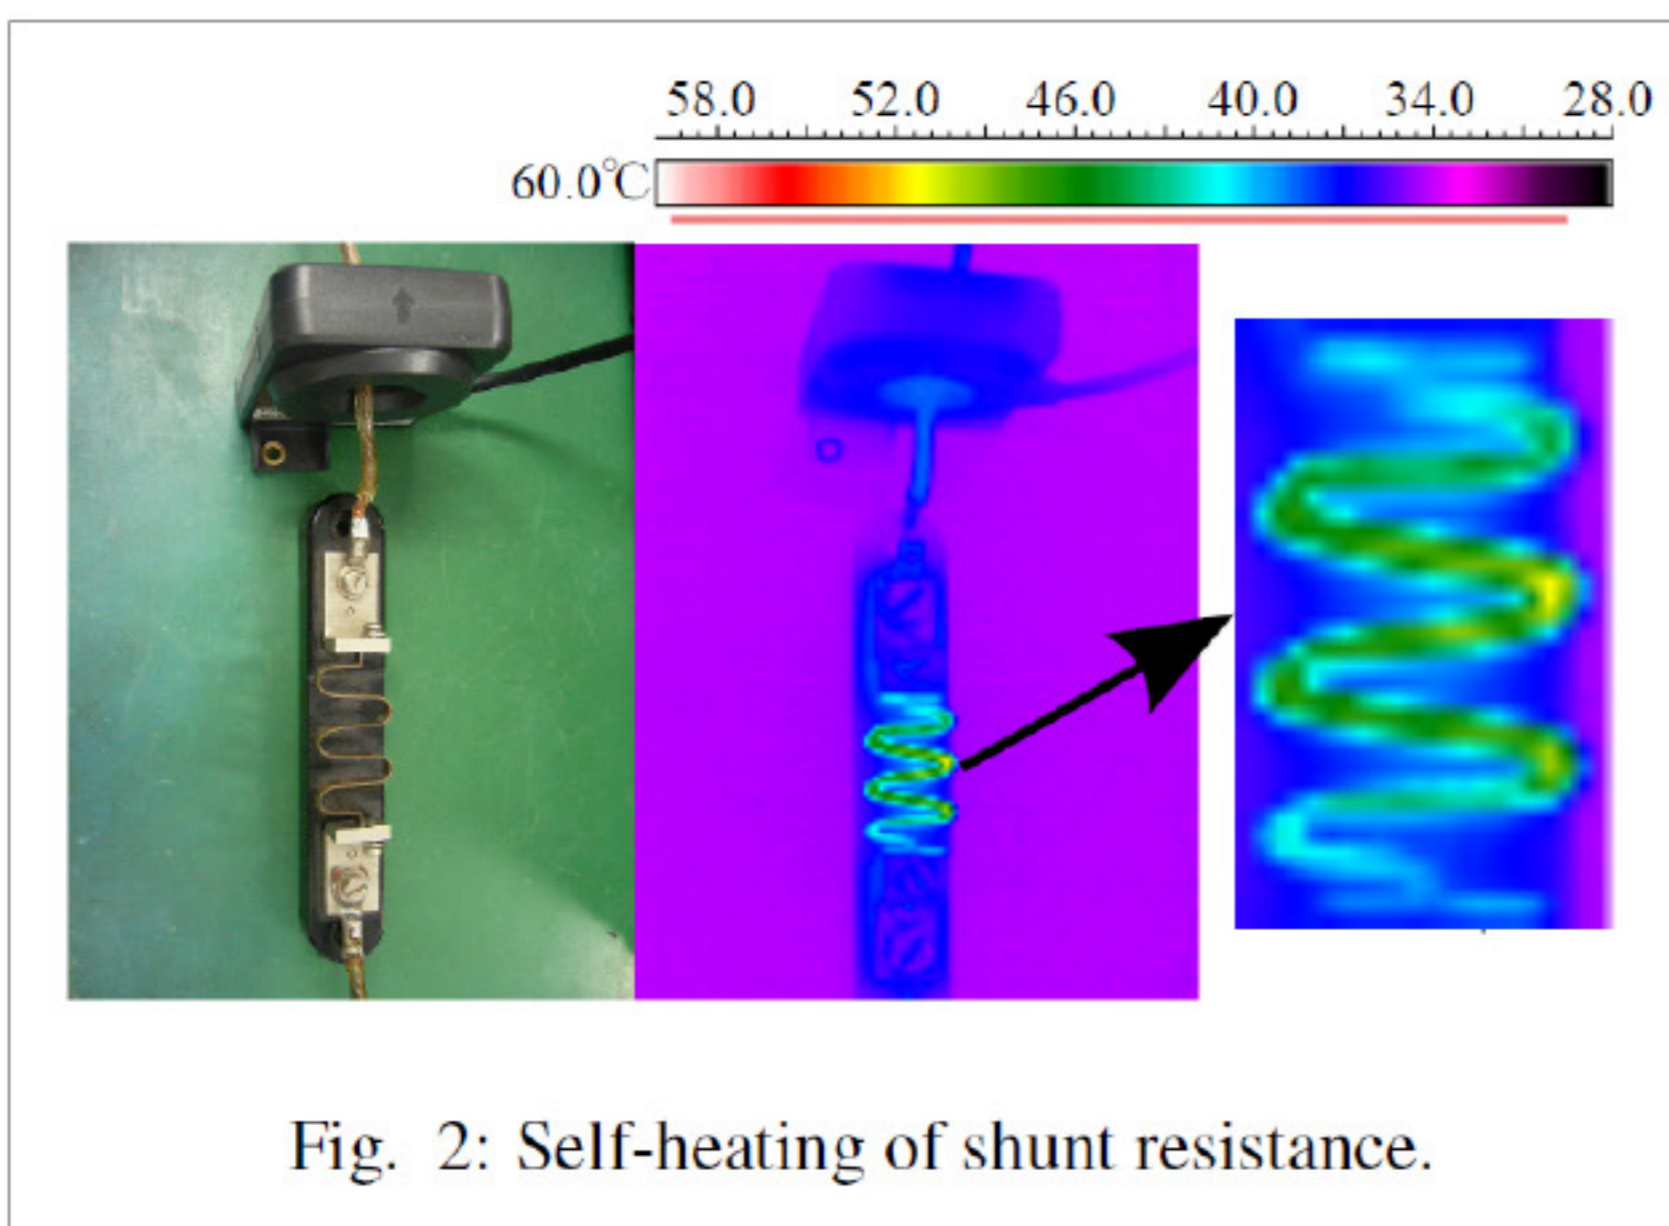 58.0 52.0 46.0 40.0 34.0 28.0
60.0℃
Fig. 2: Self-heating of shunt resistance.